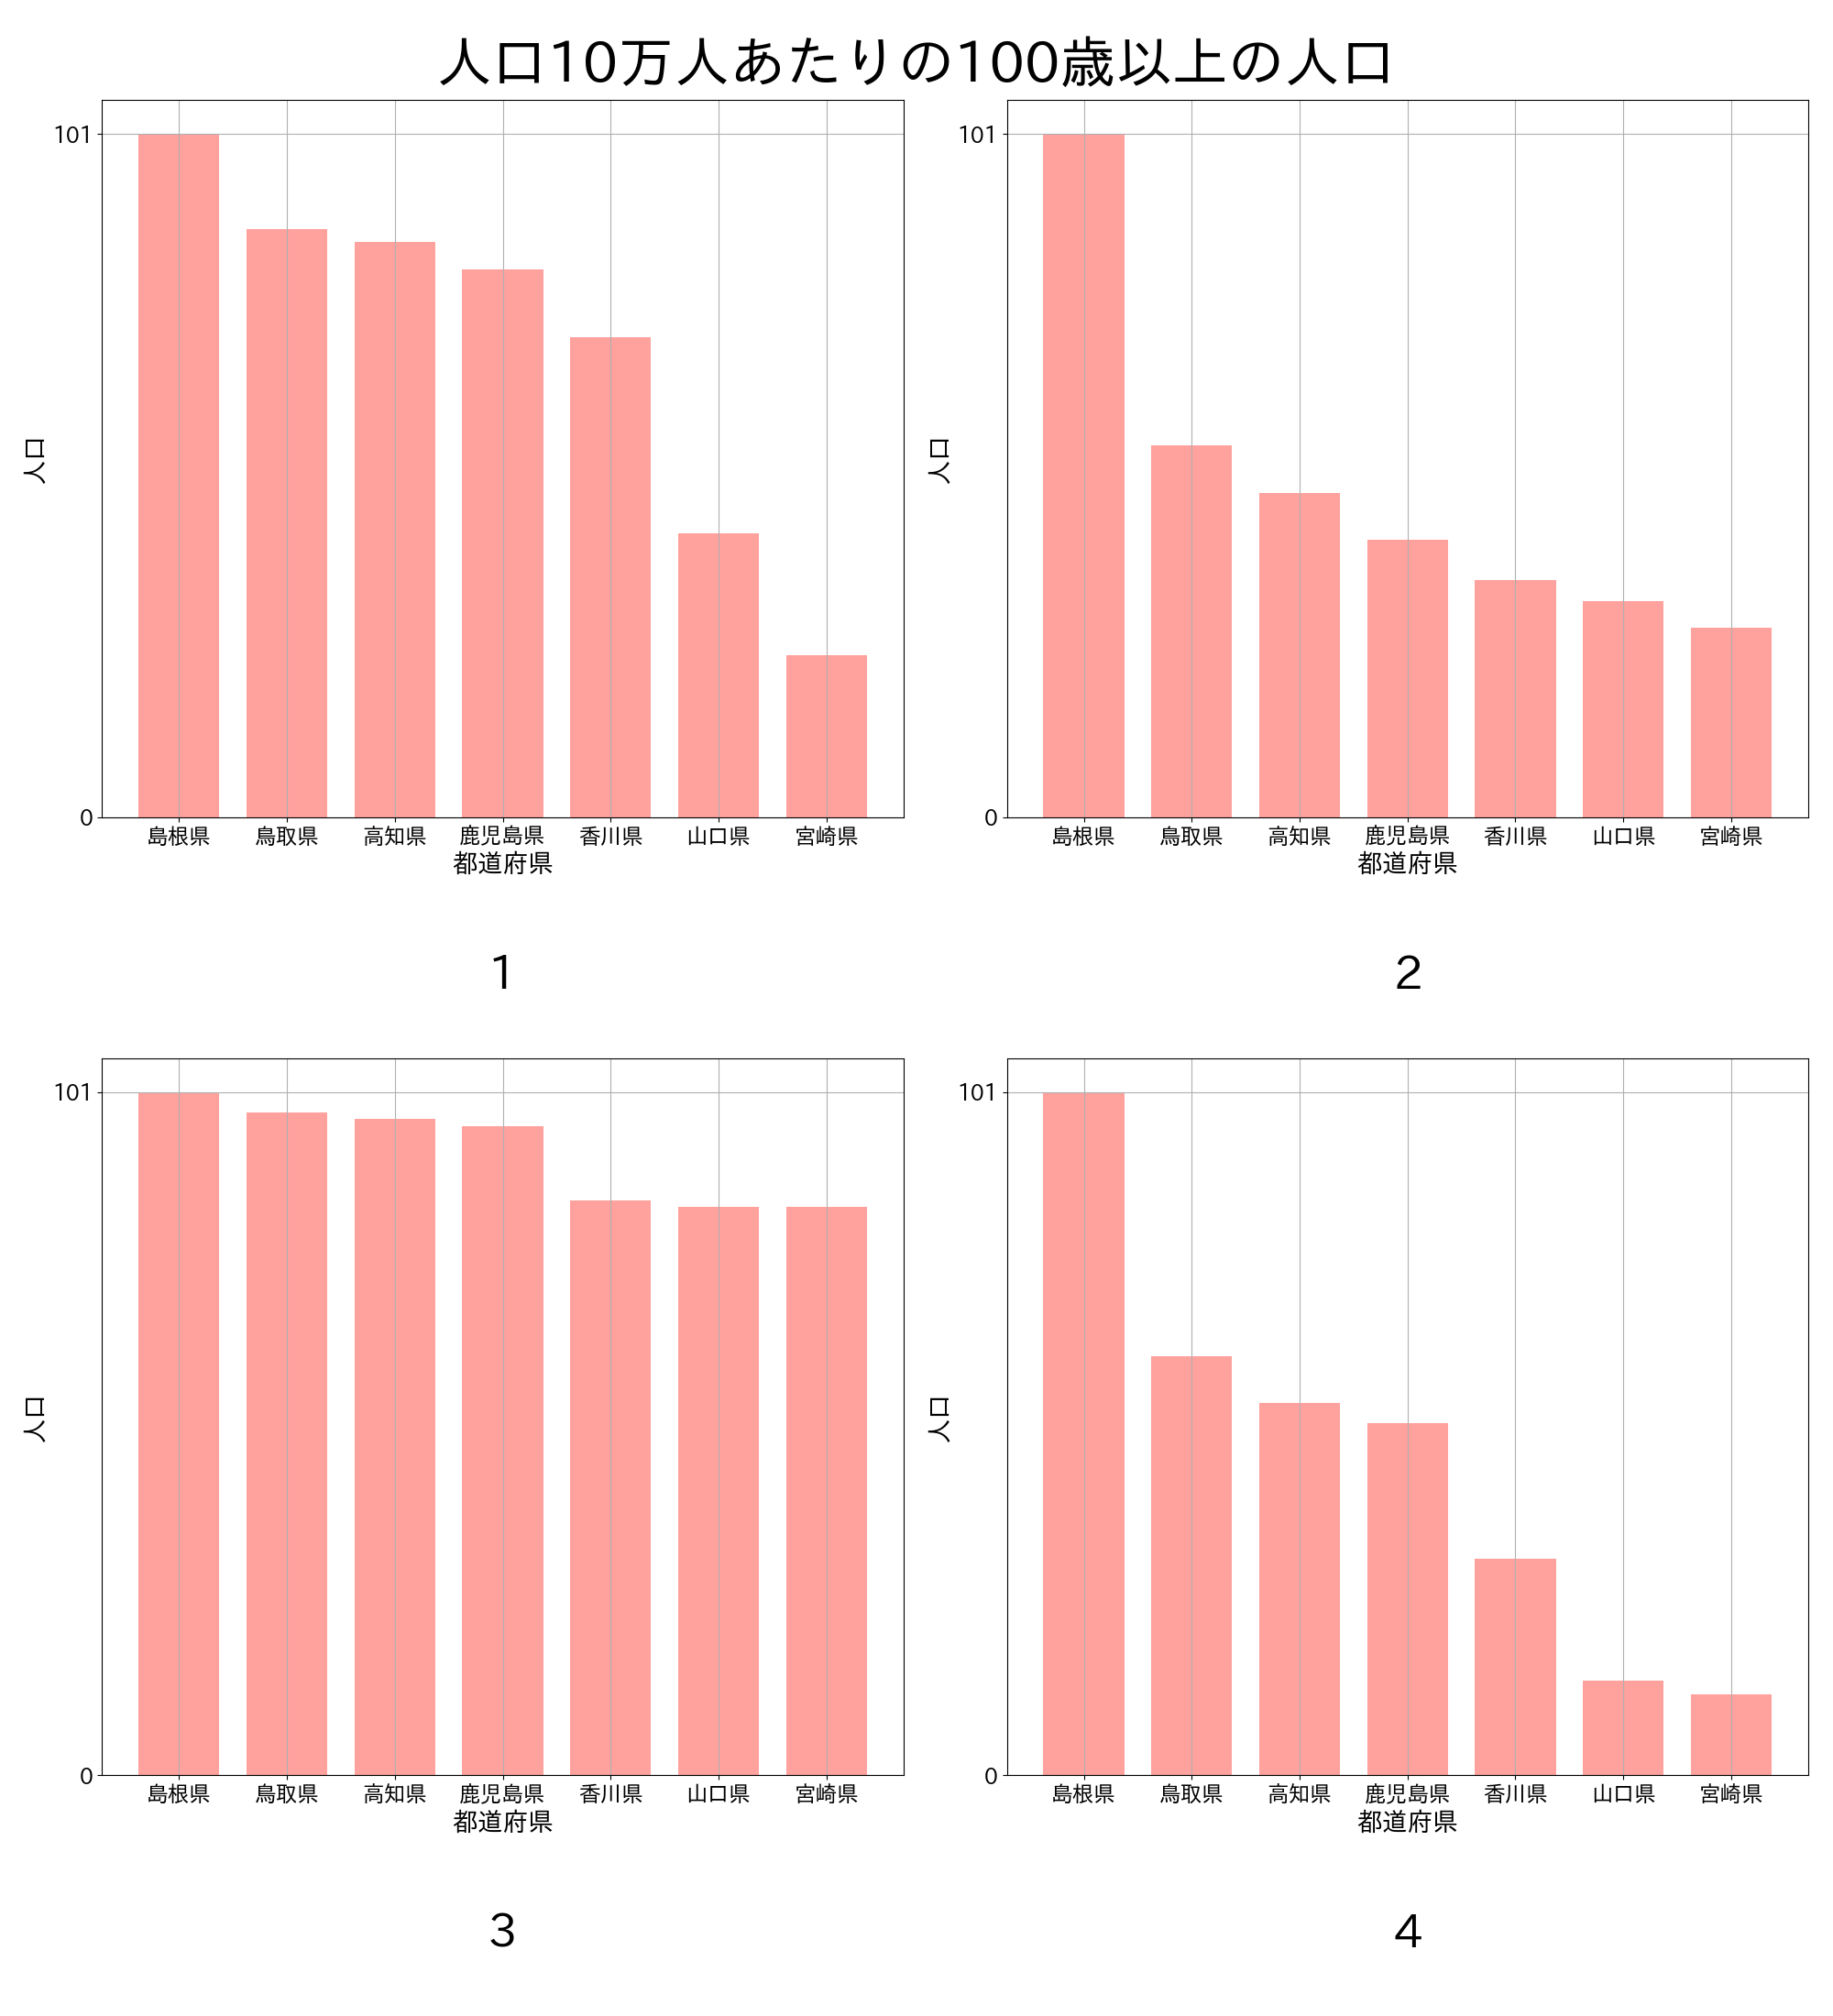 人口10万人あたりの100歳以上の人口
101
0
人口
島根県 鳥取県 高知県 鹿児島県 香川県 山口県 宮崎県
都道府県
1
101
0
人口
島根県 鳥取県 高知県 鹿児島県 香川県 山口県 宮崎県
都道府県
2
101
0
人口
島根県 鳥取県 高知県 鹿児島県 香川県 山口県 宮崎県
都道府県
3
101
0
人口
島根県 鳥取県 高知県 鹿児島県 香川県 山口県 宮崎県
都道府県
4